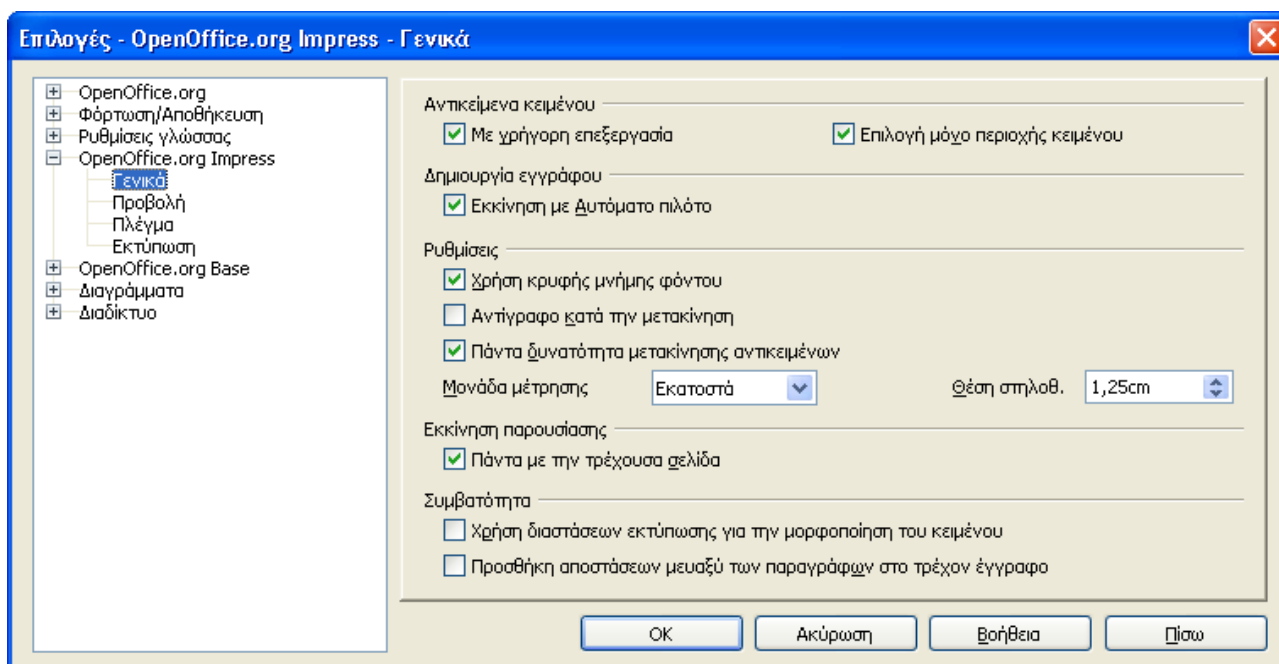 Επιλογές - OpenOffice.org Impress - Γενικά
OpenOffice.org
Φόρτωση/Αποθήκευση
Ρυθμίσεις γλώσσας
OpenOffice.org Impress
Γενικά
Προβολή
Πλέγμα
Εκτύπωση
OpenOffice.org Base
Διαγράμματα
Διαδίκτυο
Αντικείμενα κειμένου
Με γρήγορη επεξεργασία Επιλογή μόχο περιοχής κειμένου
Δημιουργία εγγράφου
Εκκίνηση με Αυτόματο πιλότο
Ρυθμίσεις
Χρήση κρυφής μνήμης φόντου
Αντίγραφο κατά την μετακίνηση
Πάντα δυνατότητα μετακίνησης αντικειμένων
Μονάδα μέτρησης Εκατοστά Θέση στηλοθ. 1,25cm
Εκκίνηση παρουσίασης
Πάντα με την τρέχουσα σελίδα
Συμβατότητα
Χρήση διαστάσεων εκτύπωσης για την μορφοποίηση του κειμένου
Προσθήκη αποστάσεων μευαξύ των παραγράφων στο τρέχον έγγραφο
OK Ακύρωση Βοήθεια Πίσω